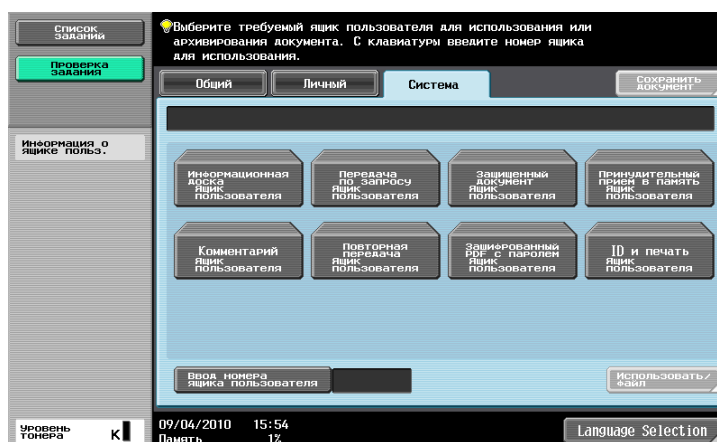 Список
заданий
Проверка
задания
Информация о
ящике польз.
Уровень
тонера
К
Выберите требуемый ящик пользователя для использования или
архивирования документа. С клавиатуры введите номер ящика
для использования.
Общий
Личный
Система
Сохранить
документ
Информационная
доска
Ящик
пользователя
Передача
по запросу
Ящик
пользователя
Защищенный
документ
Ящик
пользователя
Принудительный
прием в память
Ящик
пользователя
Комментарий
Ящик
пользователя
Повторная
передача
Ящик
пользователя
Зашифрованный
PDF с паролем
Ящик
пользователя
ID и печать
Ящик
пользователя
Ввод номера
ящика пользователя
Использовать/
файл
09/04/2010 15:54
Память 1%
Language Selection